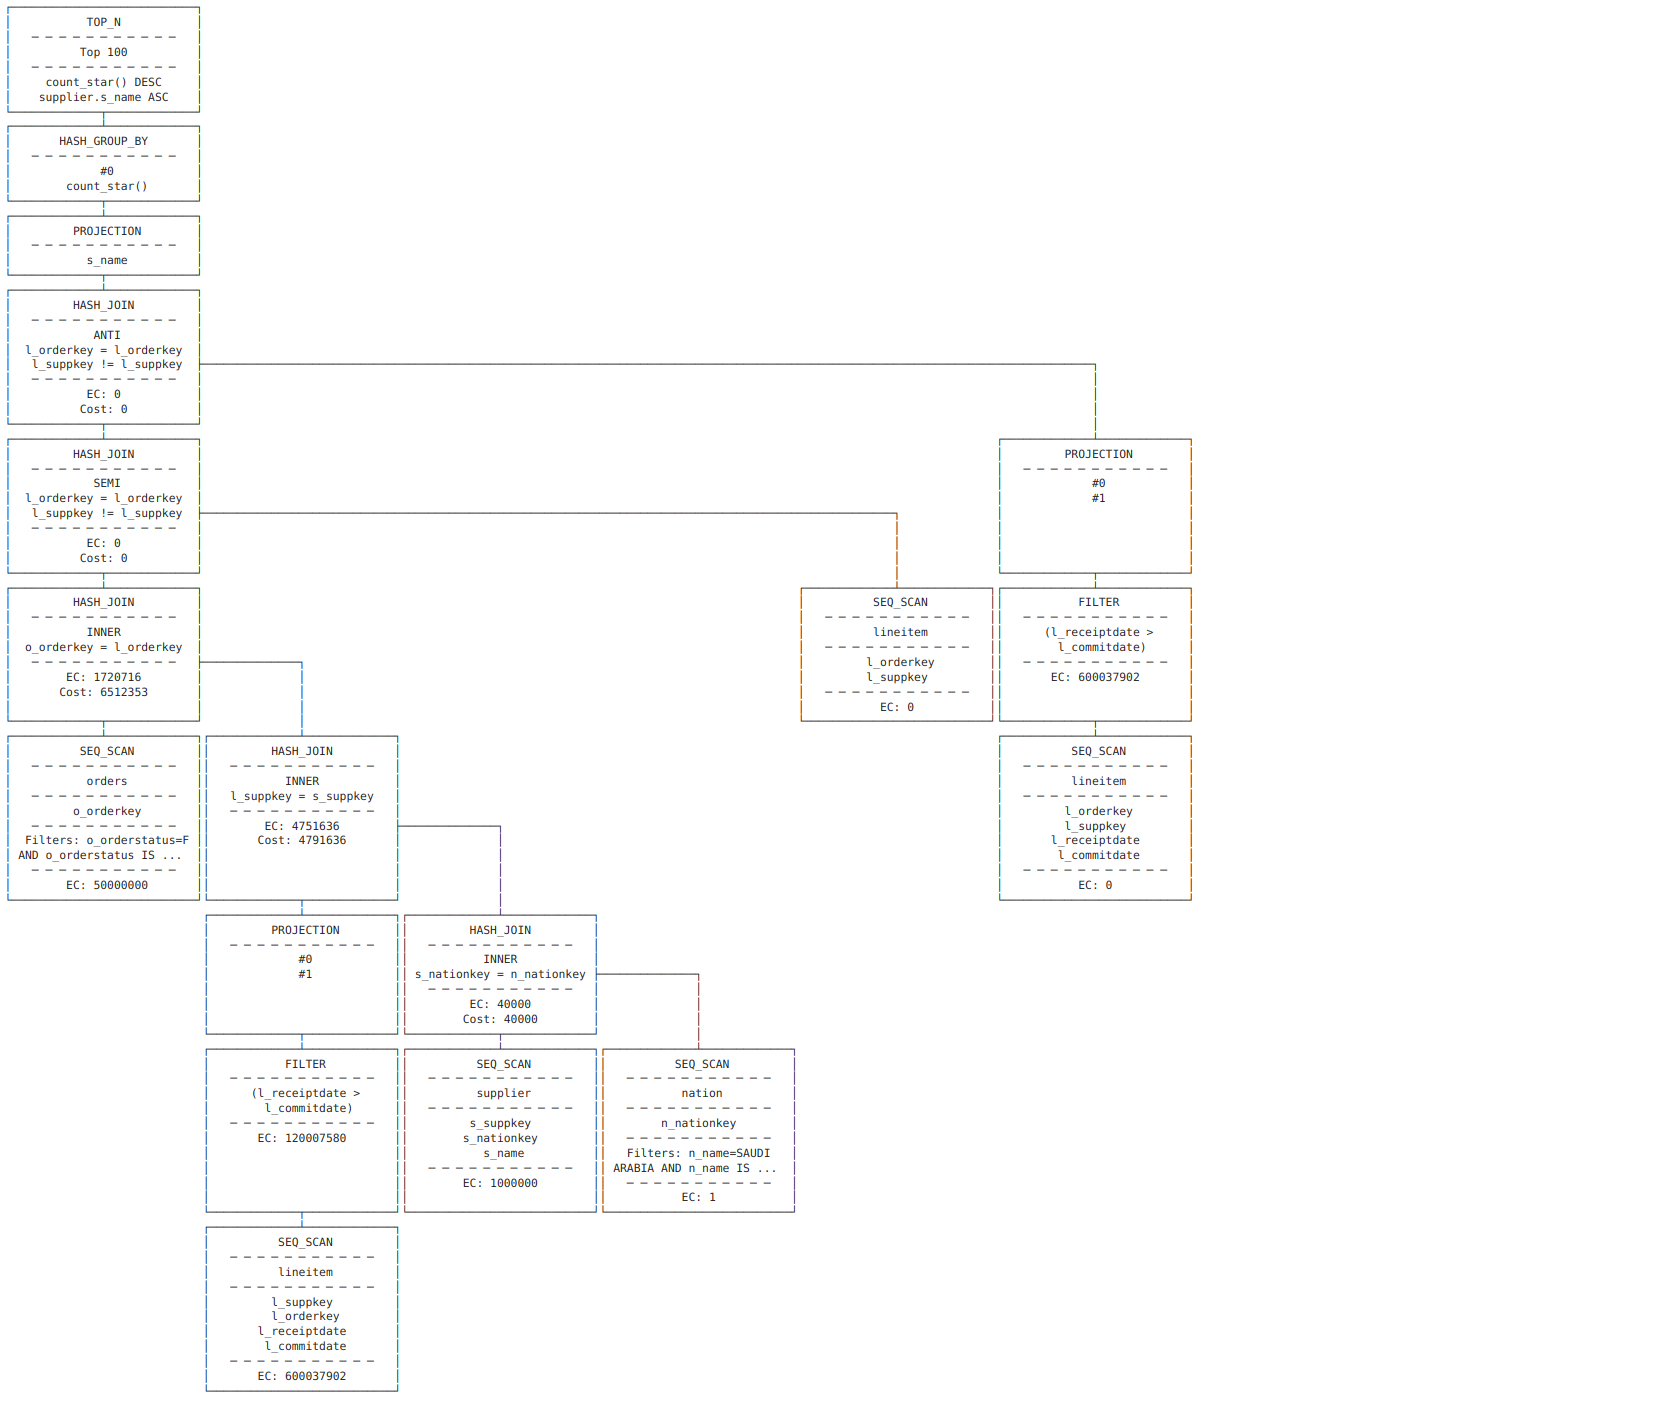 TOP_N
Top 100
count_star() DESC
supplier.s_name ASC
HASH_GROUP_BY
#0
count_star()
PROJECTION
s_name
HASH_JOIN
ANTI
l_orderkey = l_orderkey
l_suppkey != l_suppkey
EC: 0
Cost: 0
HASH_JOIN
SEMI
l_orderkey = l_orderkey
l_suppkey != l_suppkey
EC: 0
Cost: 0
PROJECTION
#0
#1
HASH_JOIN
INNER
o_orderkey = l_orderkey
EC: 1720716
Cost: 6512353
SEQ_SCAN
lineitem
l_orderkey
l_suppkey
EC: 0
FILTER
(l_receiptdate >
l_commitdate)
EC: 600037902
SEQ_SCAN
orders
o_orderkey
Filters: o_orderstatus=F
AND o_orderstatus IS ...
EC: 50000000
HASH_JOIN
INNER
l_suppkey = s_suppkey
EC: 4751636
Cost: 4791636
SEQ_SCAN
lineitem
l_orderkey
l_suppkey
l_receiptdate
l_commitdate
EC: 0
PROJECTION
#0
#1
HASH_JOIN
INNER
s_nationkey = n_nationkey
EC: 40000
Cost: 40000
FILTER
(l_receiptdate >
l_commitdate)
EC: 120007580
SEQ_SCAN
supplier
s_suppkey
s_nationkey
s_name
EC: 1000000
SEQ_SCAN
nation
n_nationkey
Filters: n_name=SAUDI
ARABIA AND n_name IS ...
EC: 1
SEQ_SCAN
lineitem
l_suppkey
l_orderkey
l_receiptdate
l_commitdate
EC: 600037902